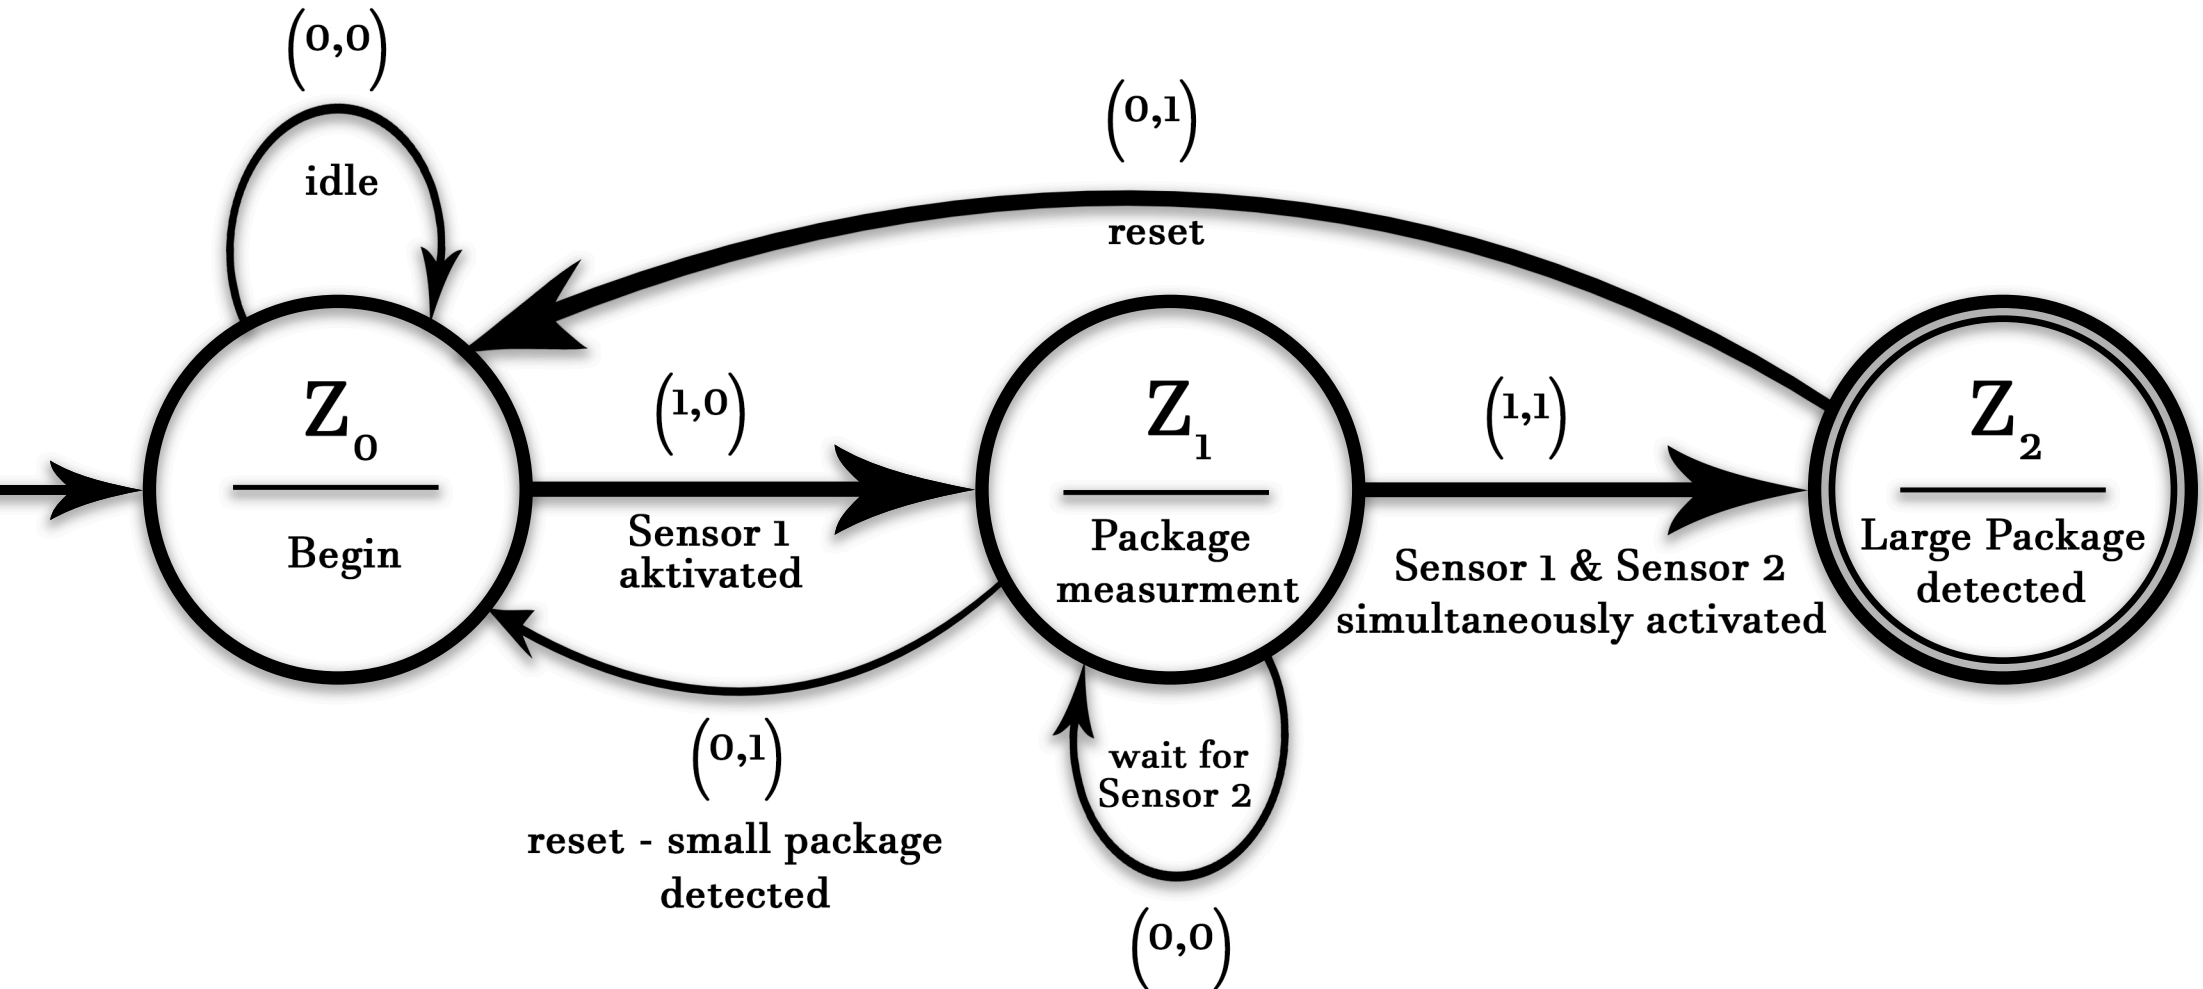 (0,0)
idle
(0,1)
reset
Z0
Begin
(1,0)
Sensor 1
aktivated
Z1
Package
measurment
(1,1)
Sensor 1 & Sensor 2
simultaneously activated
Z2
Large Package
detected
(0,1)
reset - small package
detected
wait for
Sensor 2
(0,0)